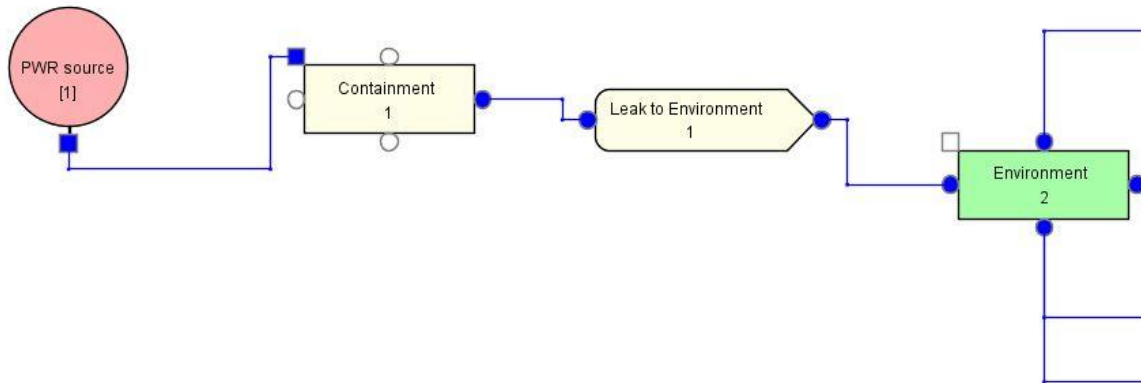 PWR source
[1]
Containment
1
Leak to Environment
1
Environment
2